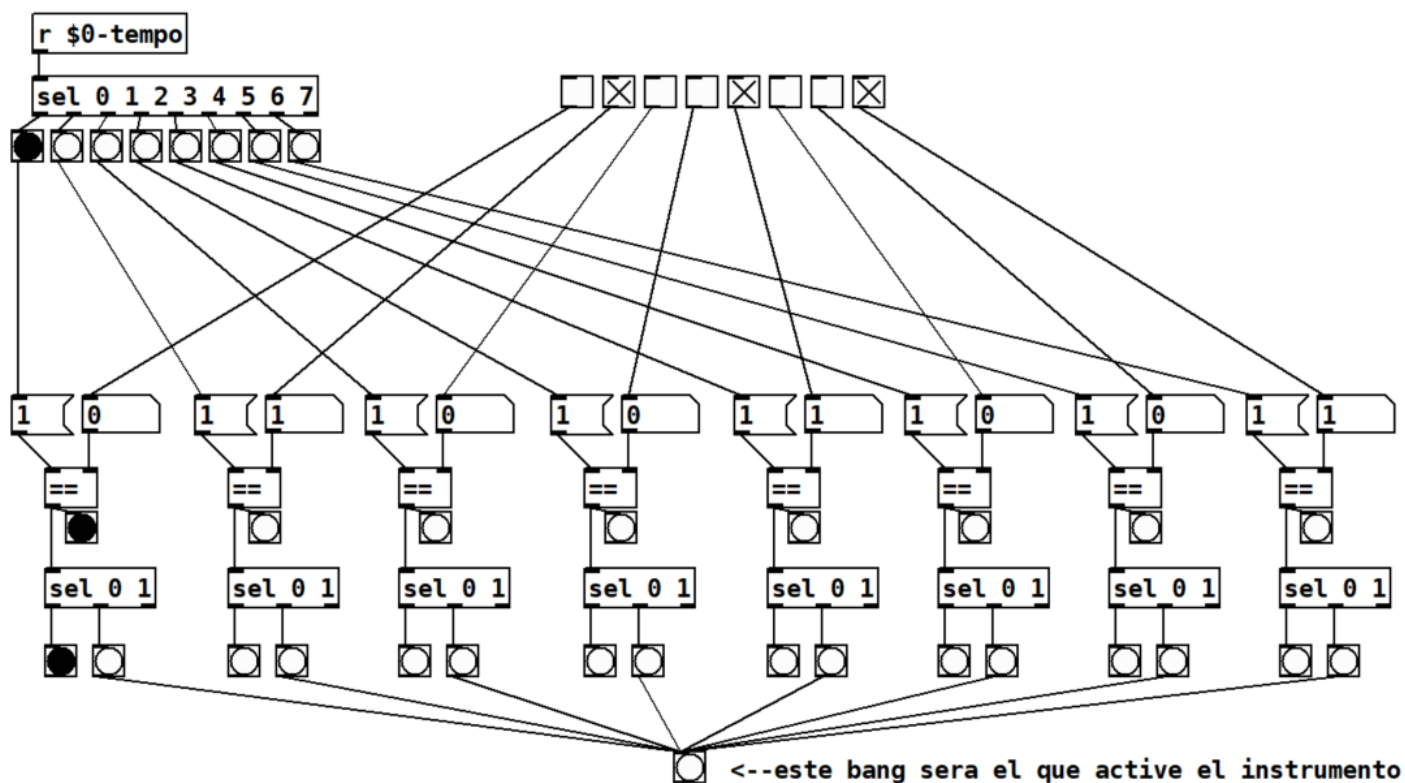 r $0-tempo
sel 0 1 2 3 4 5 6 7
1 0 1 1 1 0 1 0 1 1 1 0 1 0 1 1
== == == == == == == ==
sel 0 1 sel 0 1 sel 0 1 sel 0 1 sel 0 1 sel 0 1 sel 0 1 sel 0 1
<--este bang sera el que active el instrumento